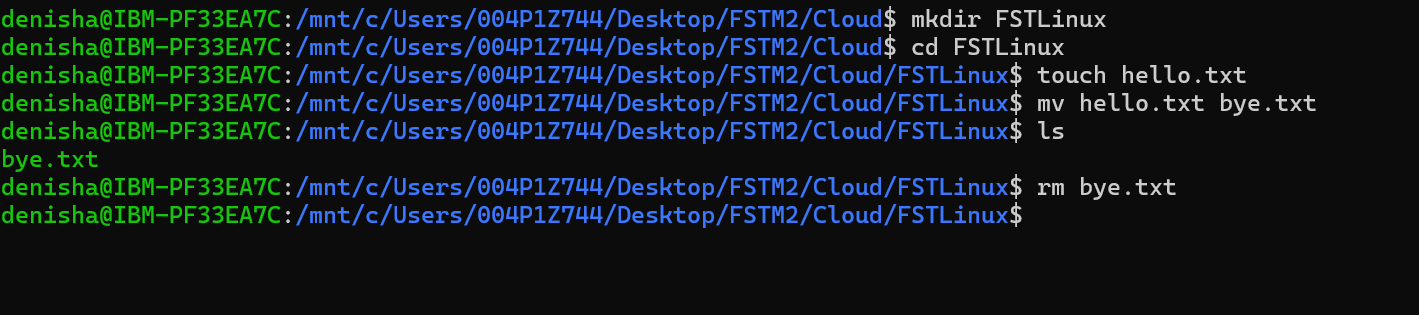 denisha@IBM-PF33EA7C:/mnt/c/Users/004P1Z744/Desktop/FSTM2/Cloud$ mkdir FSTLinux
denisha@IBM-PF33EA7C:/mnt/c/Users/004P1Z744/Desktop/FSTM2/Cloud$ cd FSTLinux
denisha@IBM-PF33EA7C:/mnt/c/Users/004P1Z744/Desktop/FSTM2/Cloud/FSTLinux$ touch hello.txt
denisha@IBM-PF33EA7C:/mnt/c/Users/004P1Z744/Desktop/FSTM2/Cloud/FSTLinux$ mv hello.txt bye.txt
denisha@IBM-PF33EA7C:/mnt/c/Users/004P1Z744/Desktop/FSTM2/Cloud/FSTLinux$ ls
bye.txt
denisha@IBM-PF33EA7C:/mnt/c/Users/004P1Z744/Desktop/FSTM2/Cloud/FSTLinux$ rm bye.txt
denisha@IBM-PF33EA7C:/mnt/c/Users/004P1Z744/Desktop/FSTM2/Cloud/FSTLinux$